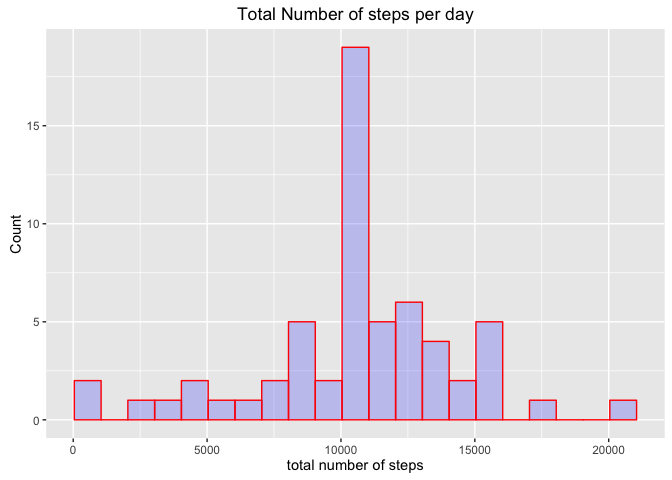 Total Number of steps per day
Count
15
10
5
0
0 5000 10000 15000 20000
total number of steps